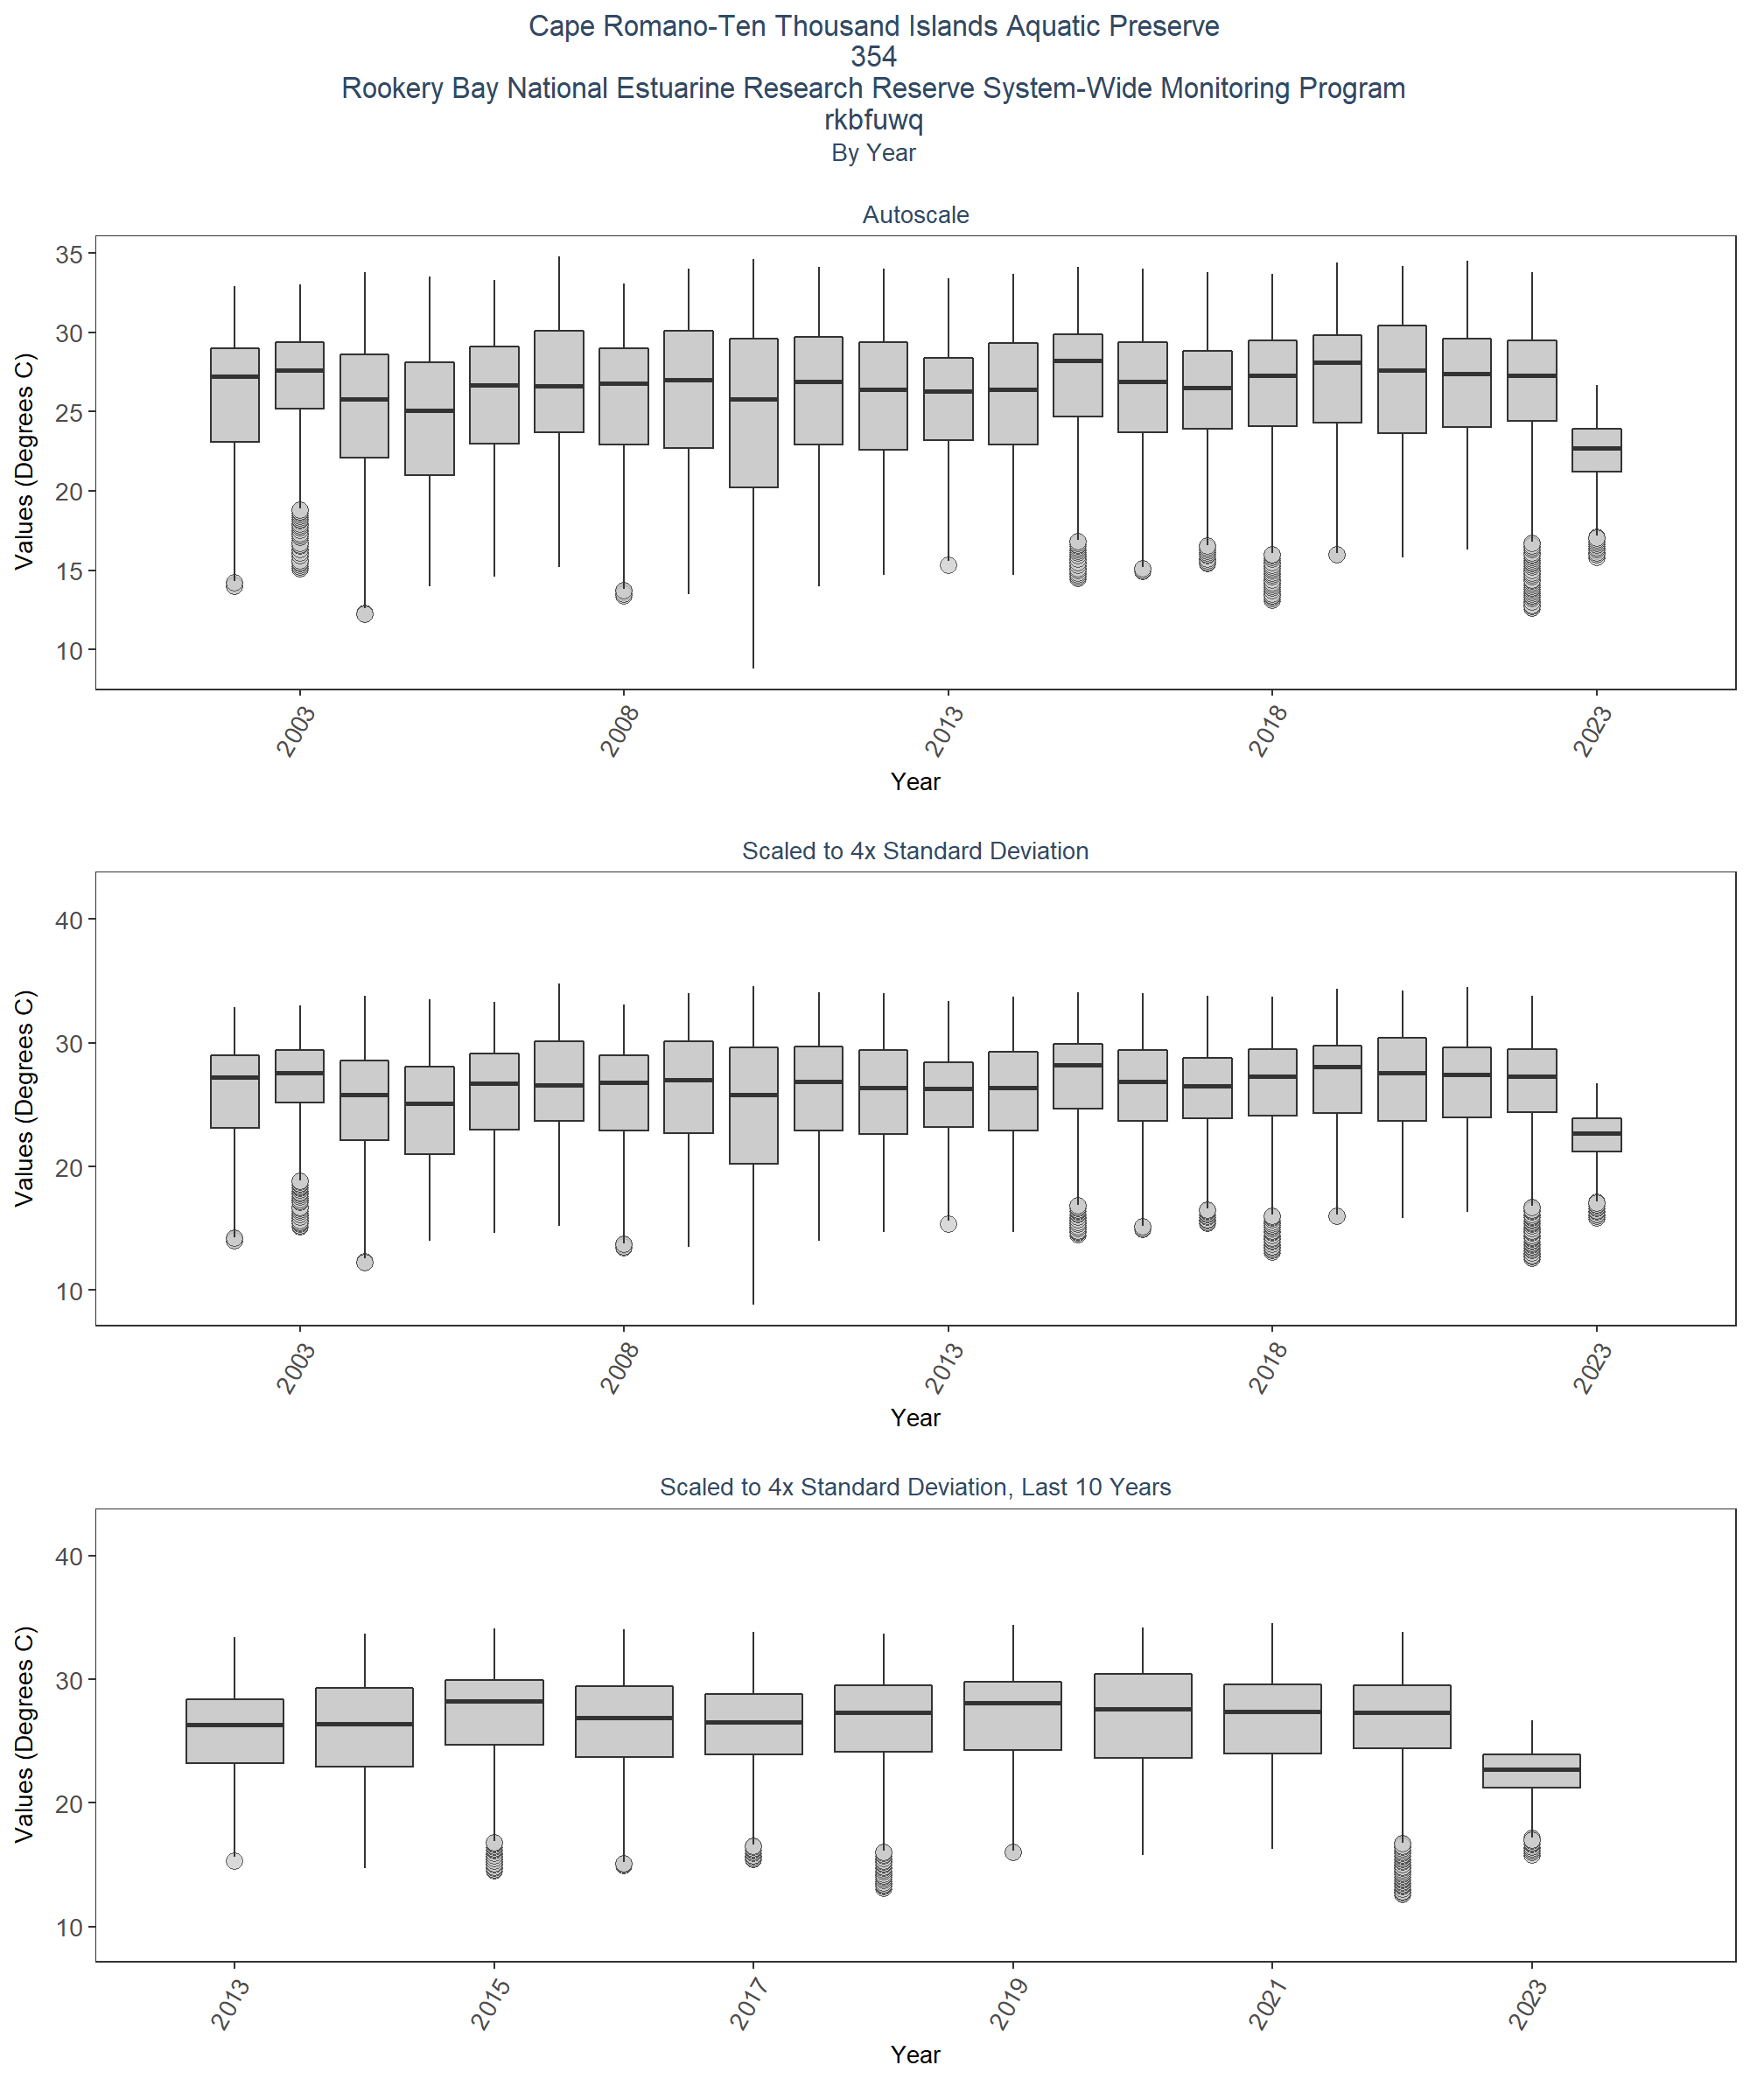 Cape Romano-Ten Thousand Islands Aquatic Preserve
354
Rookery Bay National Estuarine Research Reserve System-Wide Monitoring Program
rkbfuwq
By Year
Autoscale
Values (Degrees C)
35
30
25
20
15
10
2003 2008 2013 2018 2023
Year
Scaled to 4x Standard Deviation
Values (Degrees C)
40
30
20
10
2003 2008 2013 2018 2023
Year
Scaled to 4x Standard Deviation, Last 10 Years
Values (Degrees C)
40
30
20
10
2013 2015 2017 2019 2021 2023
Year